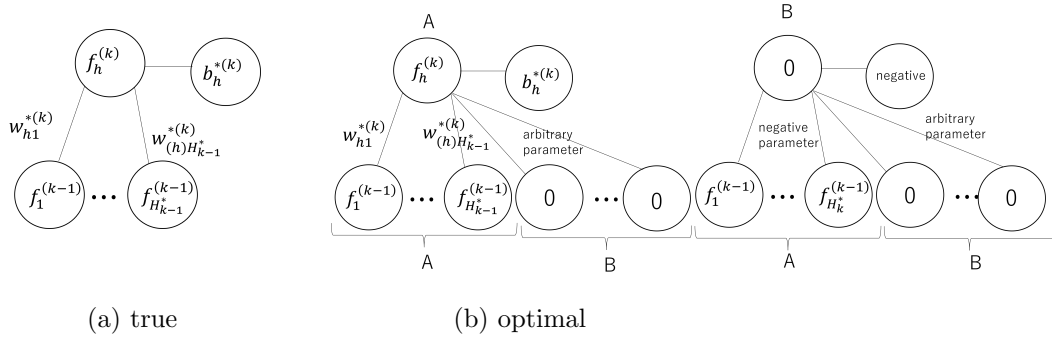 A
B
f_h^{(k)}
b_h^{*(k)}
f_h^{(k)}
b_h^{*(k)}
0
negative
w_{h1}^{*(k)}
w_{(h)H_{k-1}^*}^{*(k)}
w_{h1}^{*(k)}
w_{(h)H_{k-1}^*}^{*(k)}
arbitrary
parameter
negative
parameter
arbitrary
parameter
f_1^{(k-1)}
...
f_{H_{k-1}^*}^{(k-1)}
f_1^{(k-1)}
...
f_{H_{k-1}^*}^{(k-1)}
0
...
0
f_1^{(k-1)}
...
f_{H_k^*}^{(k-1)}
0
...
0
A
B
A
B
(a) true
(b) optimal